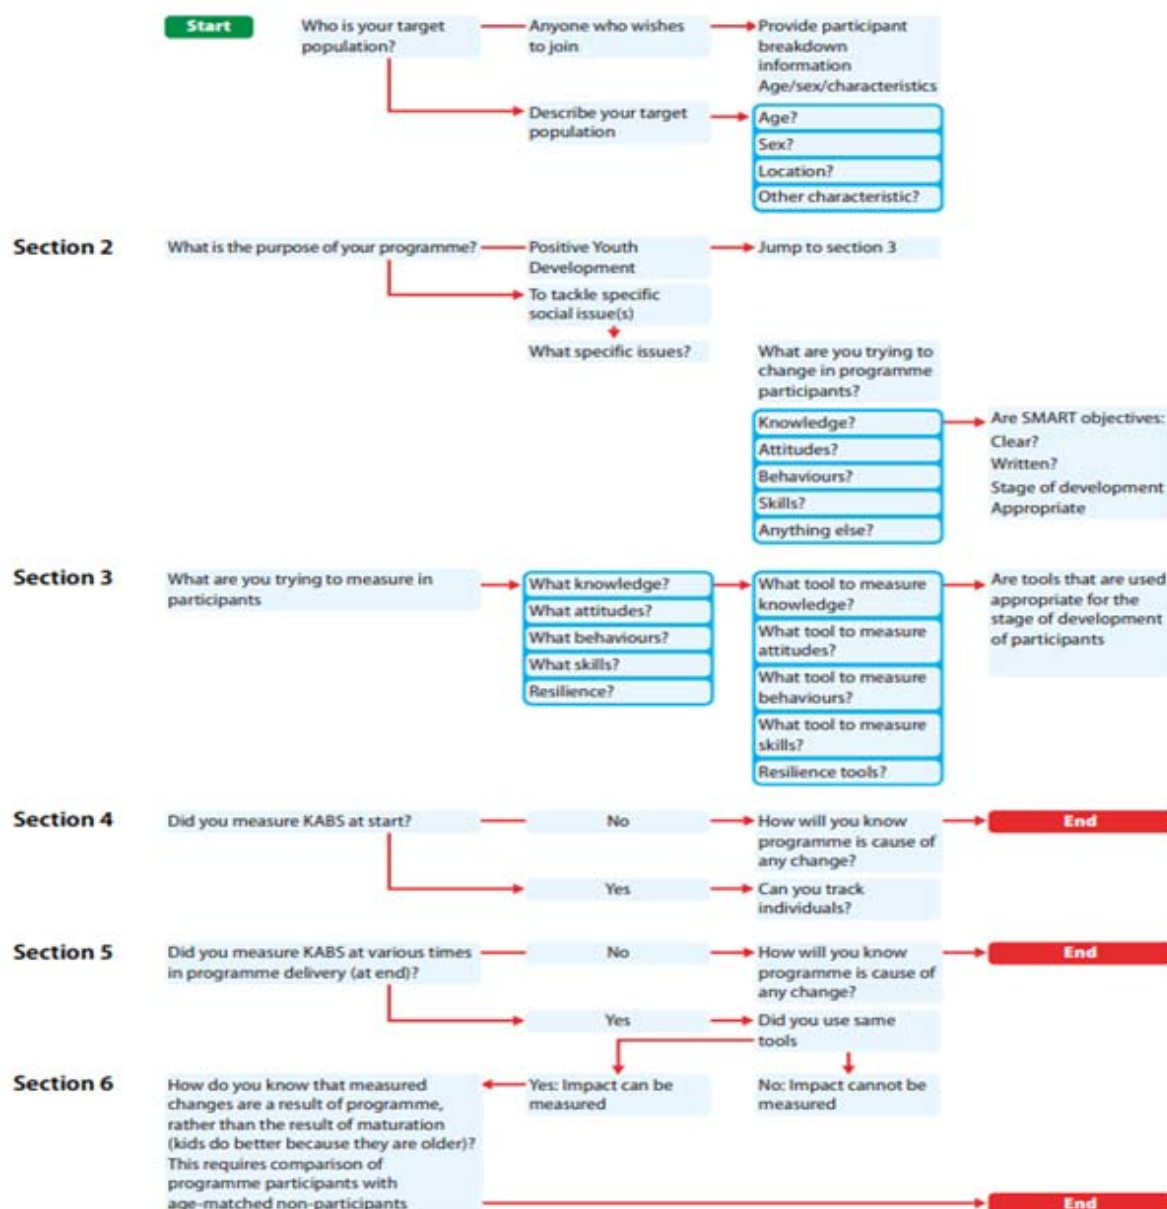 Start
Who is your target
population?
Anyone who wishes
to join
Provide participant
breakdown
information
Age/sex/characteristics
Describe your target
population
Age?
Sex?
Location?
Other characteristic?
Section 2
What is the purpose of your programme?
Positive Youth
Development
Jump to section 3
To tackle specific
social issue(s)
What specific issues?
What are you trying to
change in programme
participants?
Knowledge?
Attitudes?
Behaviours?
Skills?
Anything else?
Are SMART objectives:
Clear?
Written?
Stage of development
Appropriate
Section 3
What are you trying to measure in
participants
What knowledge?
What attitudes?
What behaviours?
What skills?
Resilience?
What tool to measure
knowledge?
What tool to measure
attitudes?
What tool to measure
behaviours?
What tool to measure
skills?
Resilience tools?
Are tools that are used
appropriate for the
stage of development
of participants
Section 4
Did you measure KABS at start?
No
How will you know
programme is cause of
any change?
End
Yes
Can you track
individuals?
Section 5
Did you measure KABS at various times
in programme delivery (at end)?
No
How will you know
programme is cause of
any change?
End
Yes
Did you use same
tools
Section 6
How do you know that measured
changes are a result of programme,
rather than the result of maturation
(kids do better because they are older)?
This requires comparison of
programme participants with
age-matched non-participants
Yes: Impact can be
measured
No: Impact cannot be
measured
End